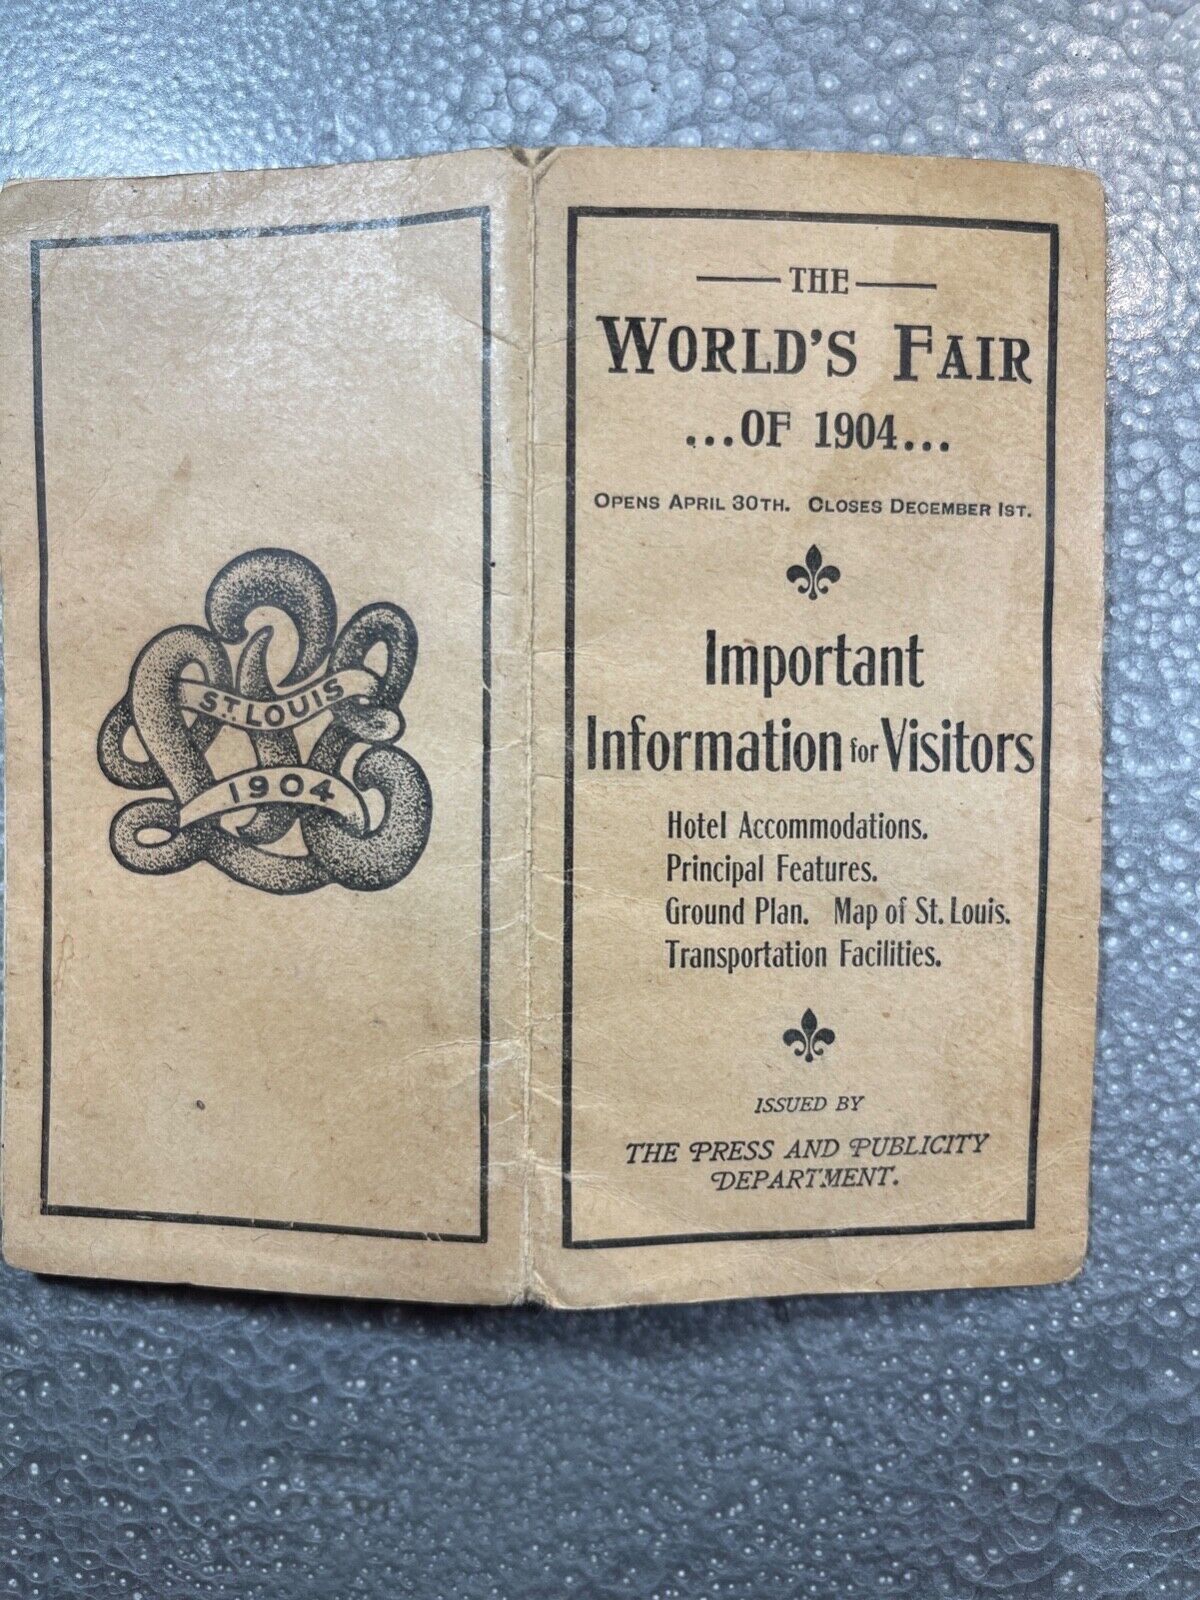 ST. LOUIS
1904
THE
WORLD'S FAIR
...OF 1904...
OPENS APRIL 30TH. CLOSES DECEMBER 1ST.
Important
Information for Visitors
Hotel Accommodations.
Principal Features.
Ground Plan. Map of St. Louis.
Transportation Facilities.
ISSUED BY
THE PRESS AND PUBLICITY
DEPARTMENT.